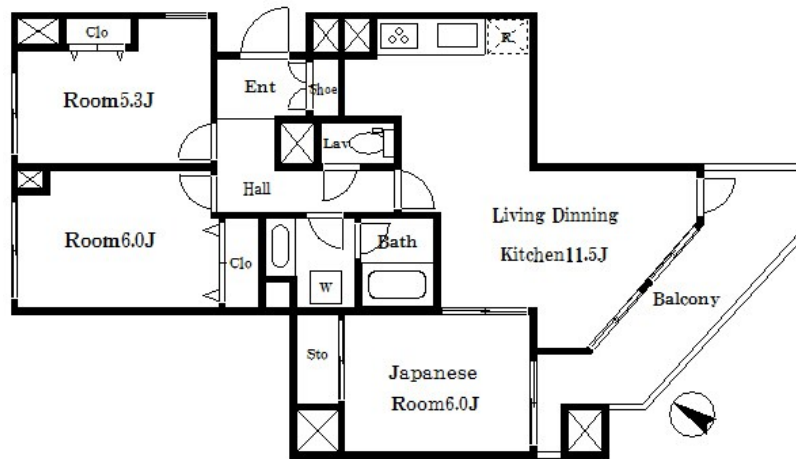 Clo
R
Room5.3J
Ent
Shoe
Lav
Hall
Living Dinning
Kitchen11.5J
Room6.0J
Clo
Bath
W
Balcony
Sto
Japanese
Room6.0J